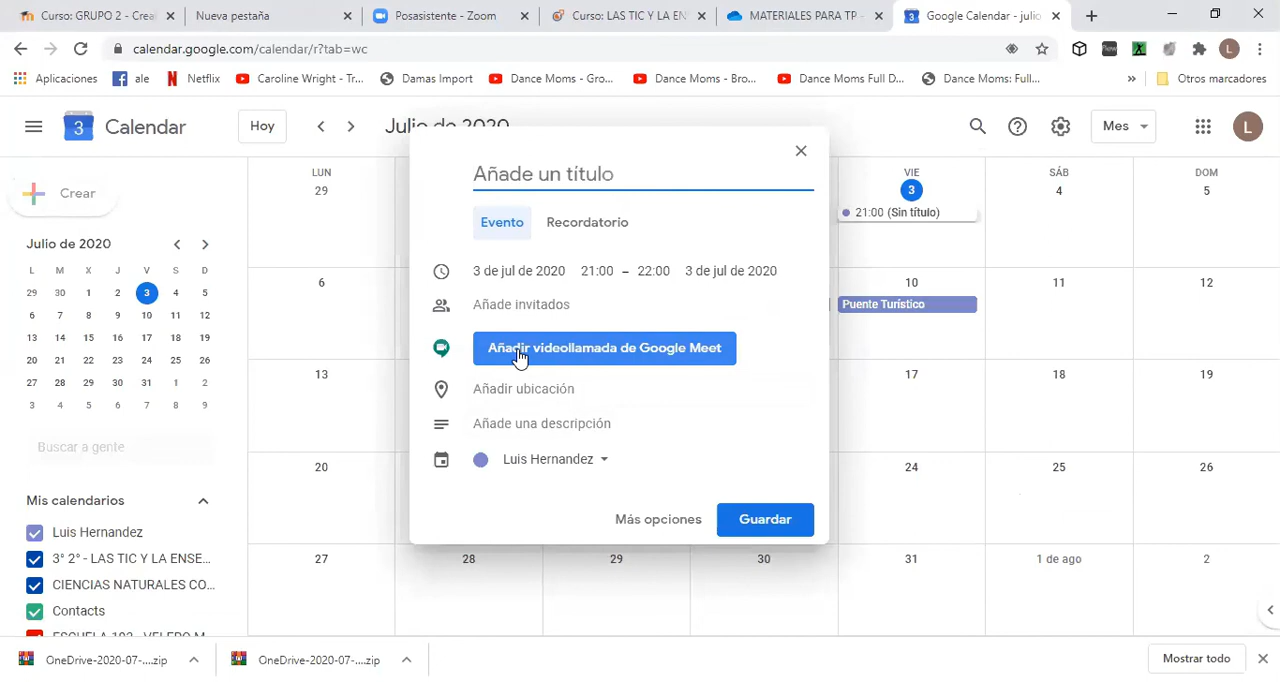 Curso: GRUPO 2 - Crea
Nueva pestaña
Posasistente - Zoom
Curso: LAS TIC Y LA EN
MATERIALES PARA TP -
Google Calendar - julio
calendar.google.com/calendar/r?tab=wc
L
Aplicaciones
ale
Netflix
Caroline Wright - Tr...
Damas Import
Dance Moms - Gro...
Dance Moms - Bro...
Dance Moms Full D...
Dance Moms: Full...
»
Otros marcadores
3
Calendar
Hoy
Julio de 2020
Mes
L
Crear
Julio de 2020
L M X J V S D
29 30 1 2 3 4 5
6 7 8 9 10 11 12
13 14 15 16 17 18 19
20 21 22 23 24 25 26
27 28 29 30 31 1 2
3 4 5 6 7 8 9
Buscar a gente
Mis calendarios
Luis Hernandez
3° 2° - LAS TIC Y LA ENSE...
CIENCIAS NATURALES CO...
Contacts
Añade un título
Evento
Recordatorio
3 de jul de 2020 21:00 – 22:00 3 de jul de 2020
Añade invitados
Añadir videollamada de Google Meet
Añadir ubicación
Añade una descripción
Luis Hernandez
Más opciones
Guardar
LUN VIE SÁB DOM
29 3 4 5
21:00 (Sin título)
6 10 11 12
Puente Turístico
13 17 18 19
20 24 25 26
27 28 29 30 31 1 de ago 2
OneDrive-2020-07-....zip
OneDrive-2020-07-....zip
Mostrar todo